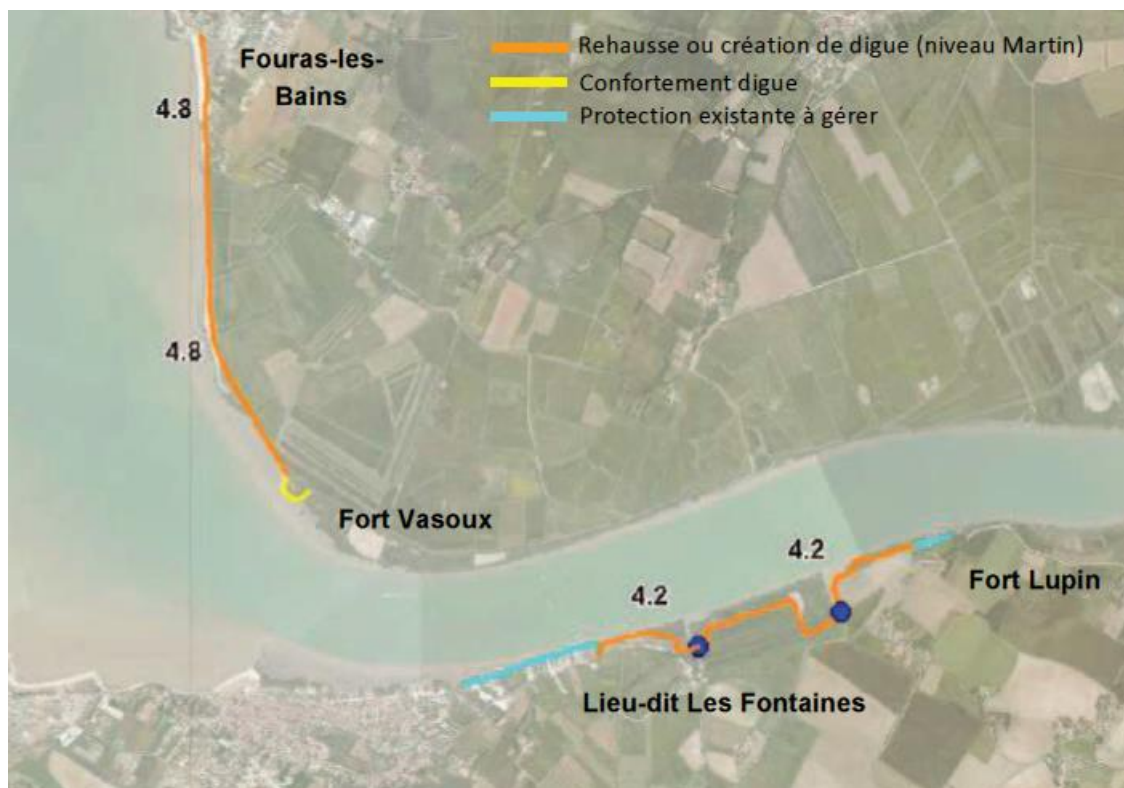 Fouras-les-
Bains
Rehausse ou création de digue (niveau Martin)
Confortement digue
Protection existante à gérer
4.8
4.8
Fort Vasoux
4.2
4.2
Fort Lupin
Lieu-dit Les Fontaines